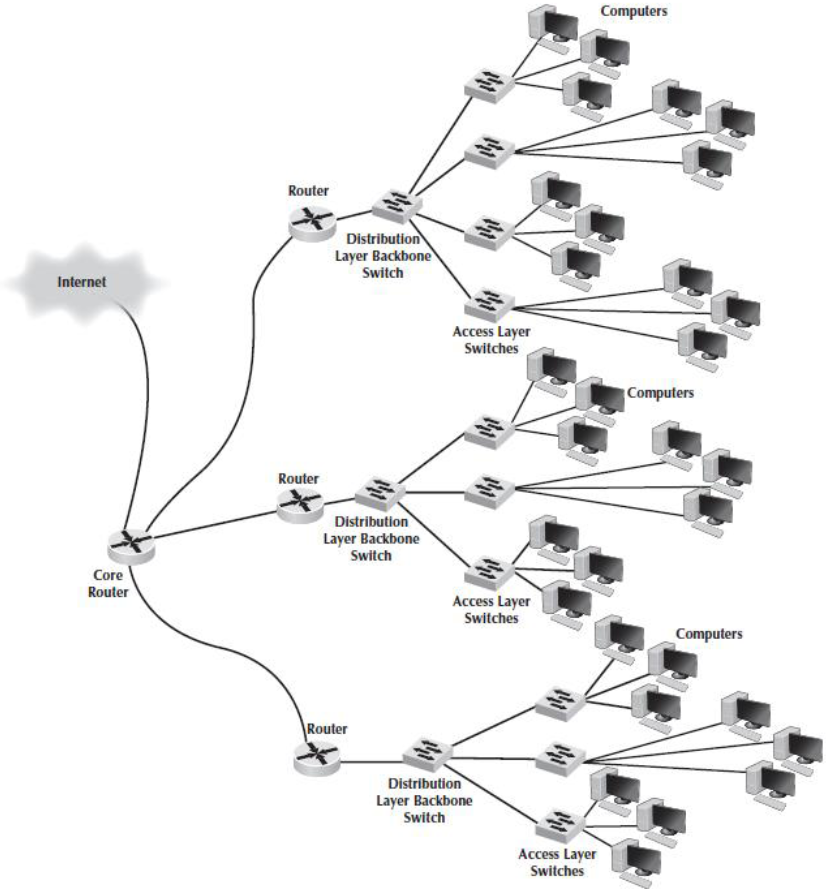 Computers
Router
Distribution
Layer Backbone
Switch
Internet
Access Layer
Switches
Computers
Router
Distribution
Layer Backbone
Switch
Core
Router
Access Layer
Switches
Computers
Router
Distribution
Layer Backbone
Switch
Access Layer
Switches